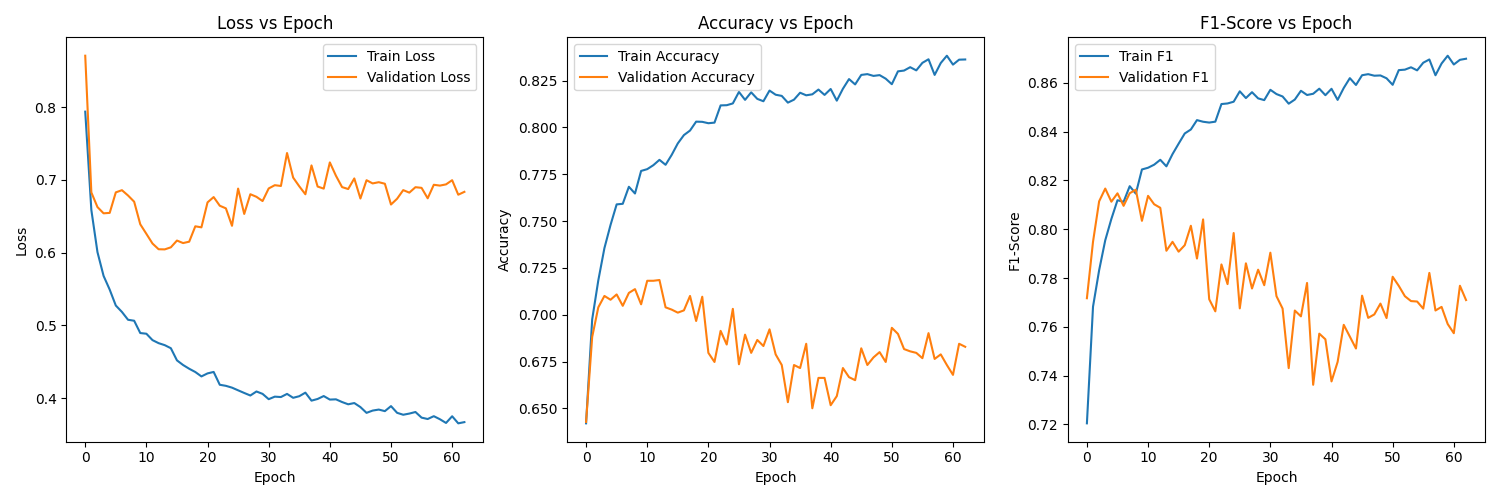 Loss vs Epoch
Train Loss
Validation Loss
0.8
0.7
0.6
0.5
0.4
Loss
0 10 20 30 40 50 60
Epoch
Accuracy vs Epoch
Train Accuracy
Validation Accuracy
0.825
0.800
0.775
0.750
0.725
0.700
0.675
0.650
Accuracy
0 10 20 30 40 50 60
Epoch
F1-Score vs Epoch
Train F1
Validation F1
0.86
0.84
0.82
0.80
0.78
0.76
0.74
0.72
F1-Score
0 10 20 30 40 50 60
Epoch